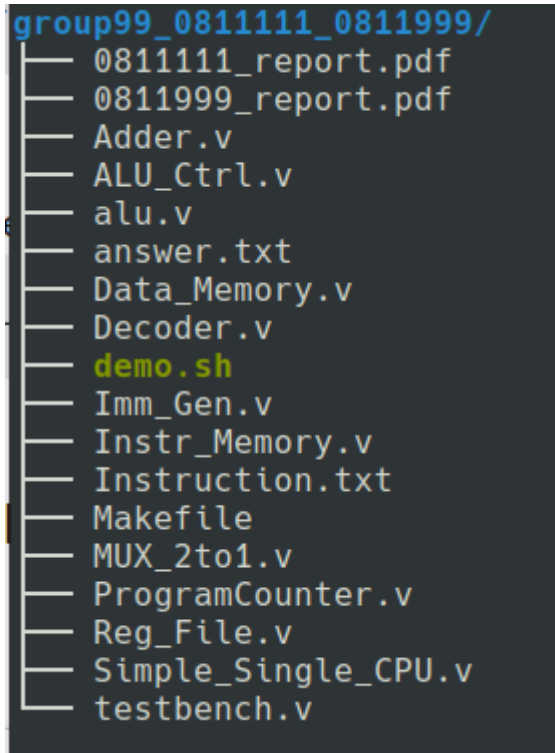 group99_0811111_0811999/
├── 0811111_report.pdf
├── 0811999_report.pdf
├── Adder.v
├── ALU_Ctrl.v
├── alu.v
├── answer.txt
├── Data_Memory.v
├── Decoder.v
├── demo.sh
├── Imm_Gen.v
├── Instr_Memory.v
├── Instruction.txt
├── Makefile
├── MUX_2to1.v
├── ProgramCounter.v
├── Reg_File.v
├── Simple_Single_CPU.v
└── testbench.v